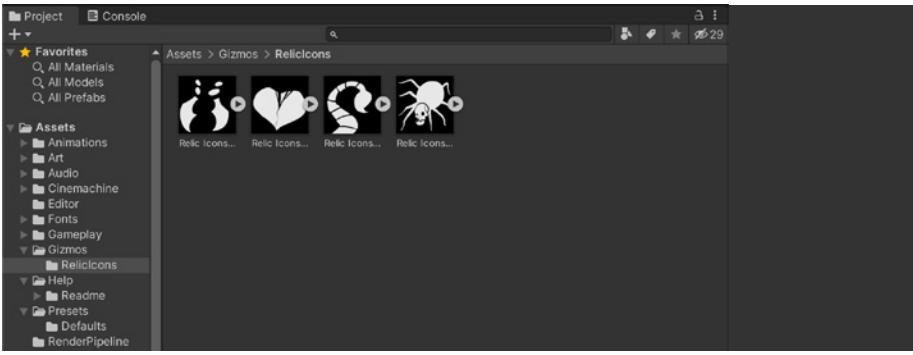 Project Console
29
Favorites
All Materials
All Models
All Prefabs
Assets
Animations
Art
Audio
Cinemachine
Editor
Fonts
Gameplay
Gizmos
RelicIcons
Help
Readme
Presets
Defaults
RenderPipeline
Assets > Gizmos > RelicIcons
Relic Icons... Relic Icons... Relic Icons... Relic Icons...